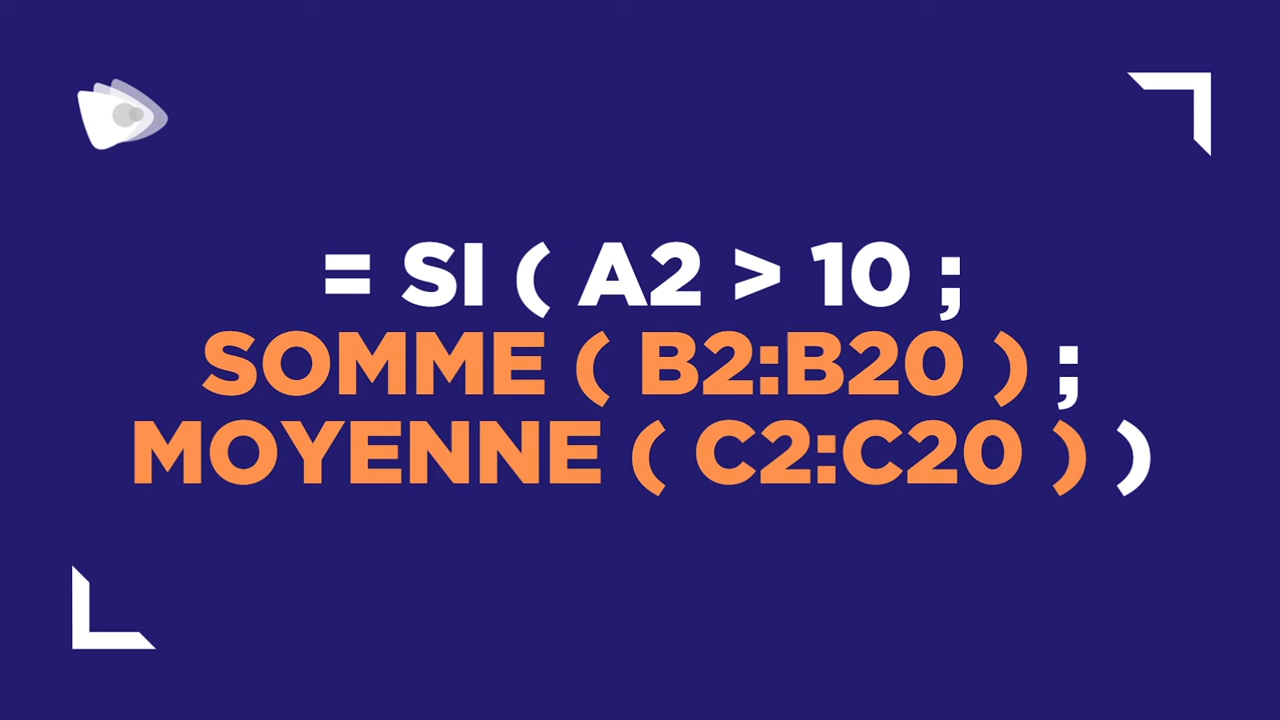 = SI ( A2 > 10 ;
SOMME ( B2:B20 ) ;
MOYENNE ( C2:C20 ) )